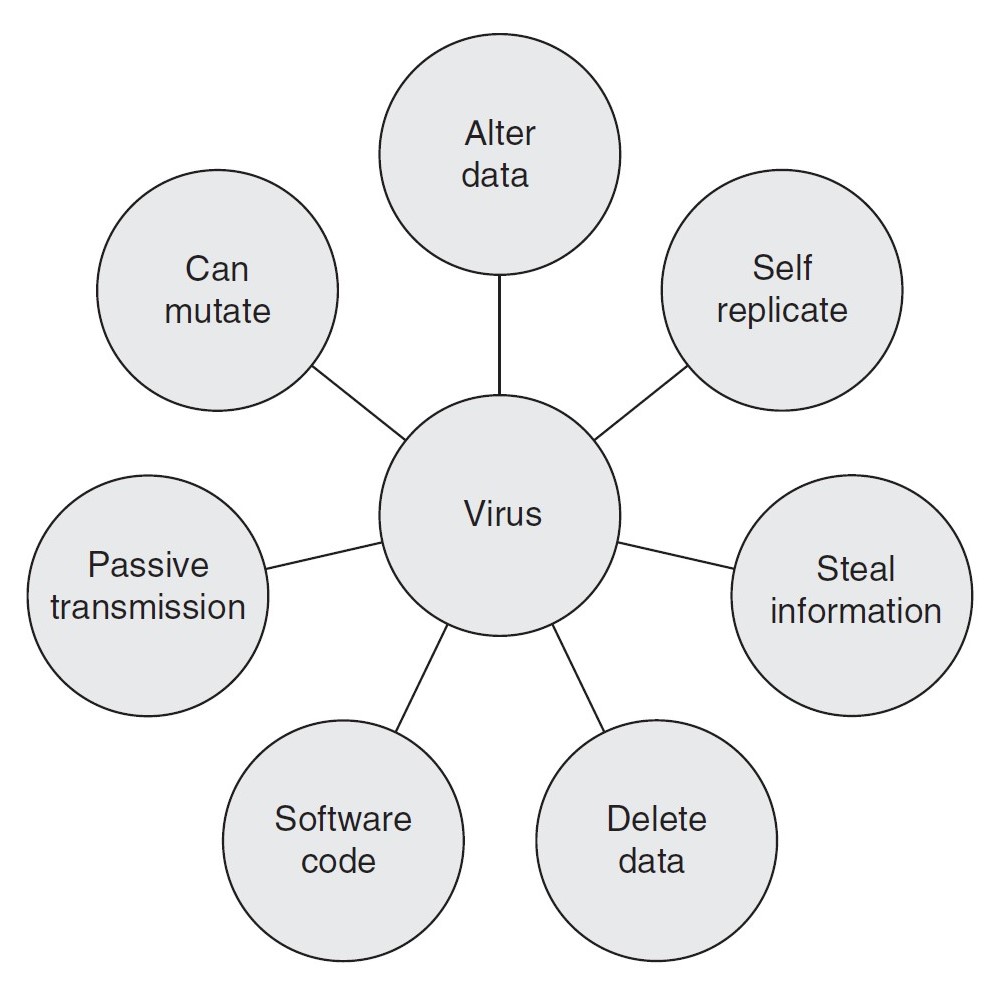 Alter
data
Can
mutate
Self
replicate
Virus
Passive
transmission
Steal
information
Software
code
Delete
data